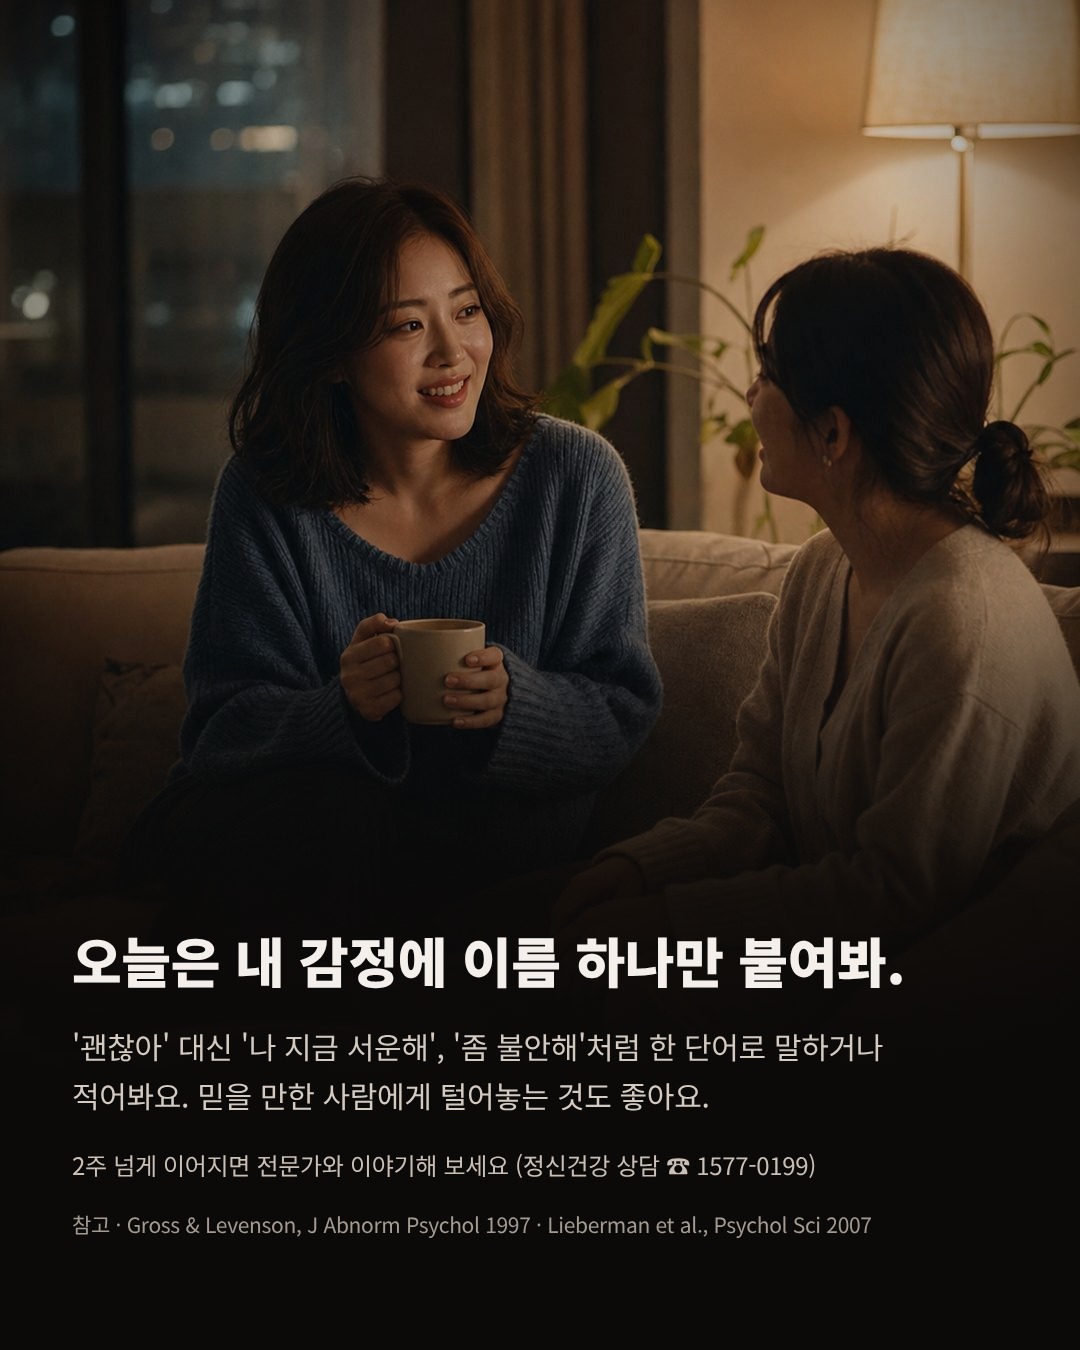 오늘은 내 감정에 이름 하나만 붙여봐.
'괜찮아' 대신 '나 지금 서운해', '좀 불안해'처럼 한 단어로 말하거나
적어봐요. 믿을 만한 사람에게 털어놓는 것도 좋아요.
2주 넘게 이어지면 전문가와 이야기해 보세요 (정신건강 상담 ☎ 1577-0199)
참고 · Gross & Levenson, J Abnorm Psychol 1997 · Lieberman et al., Psychol Sci 2007